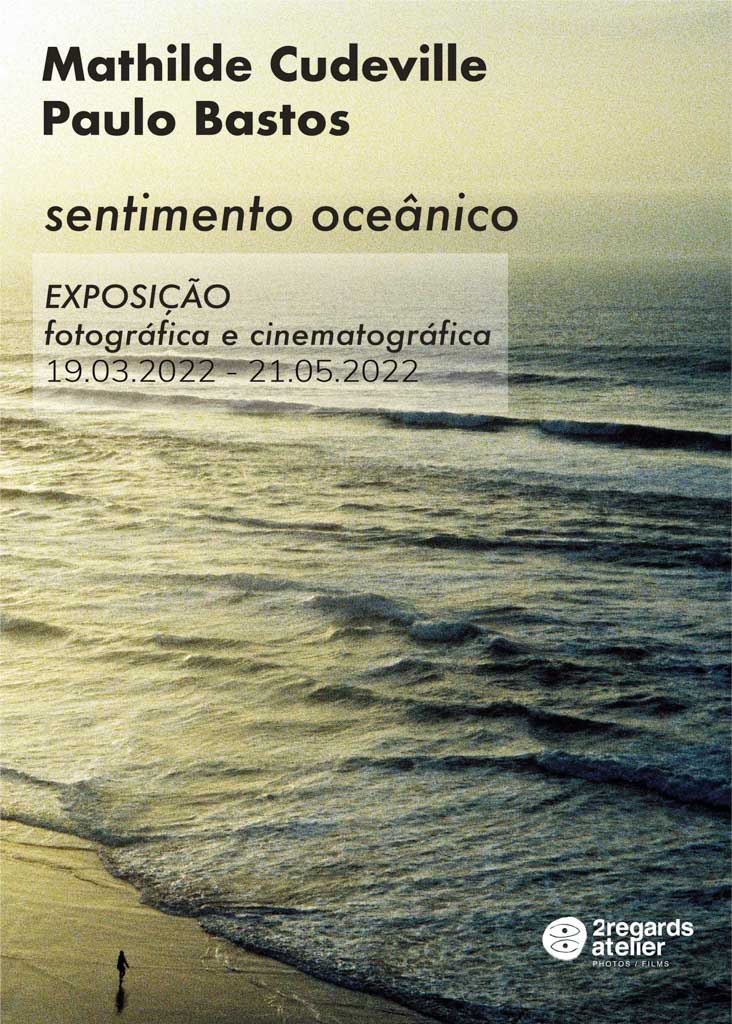 Mathilde Cudeville
Paulo Bastos
sentimento oceânico
EXPOSIÇÃO
fotográfica e cinematográfica
19.03.2022 - 21.05.2022
2regards
atelier
PHOTOS / FILMS